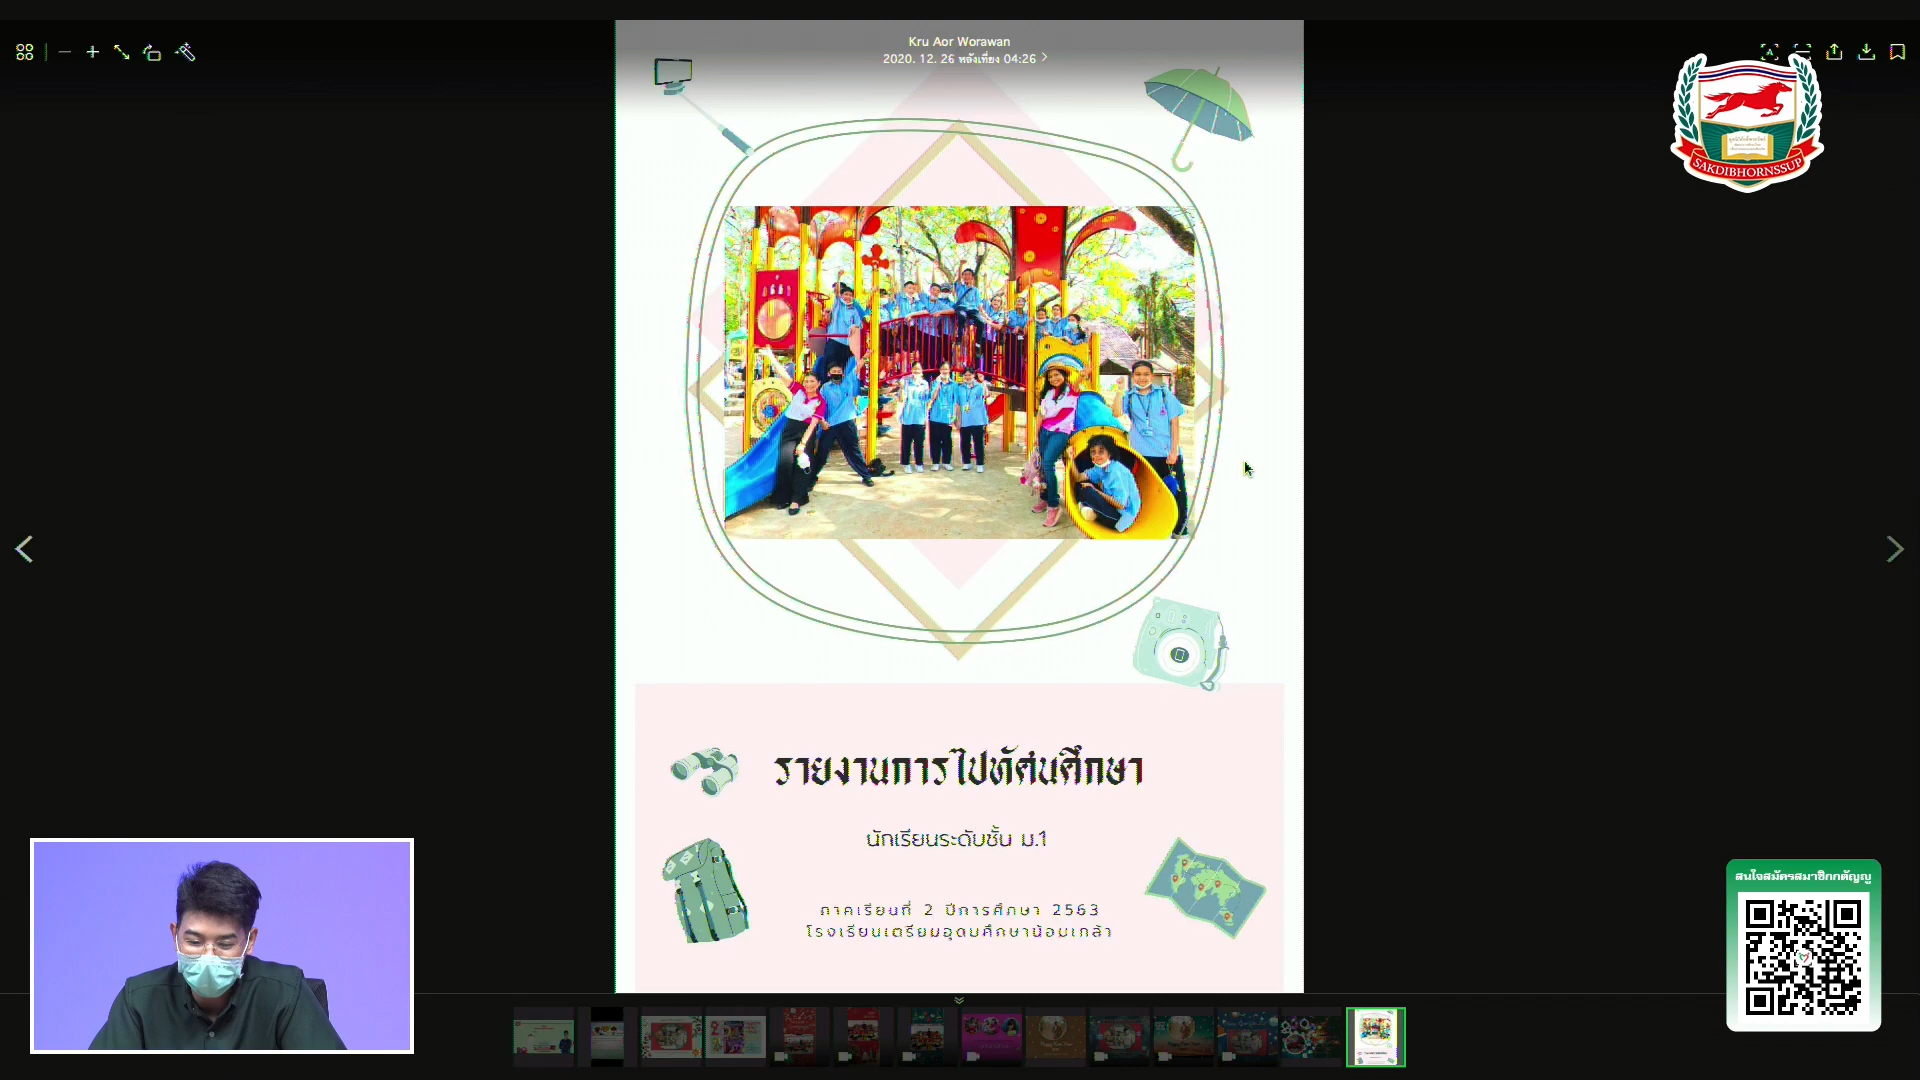 Kru Aor Worawan
2020. 12. 26 หลังเที่ยง 04:26
SAKDIBHORNSSUP
รายงานการไปทัศนศึกษา
นักเรียนระดับชั้น ม.1
ภาคเรียนที่ 2 ปีการศึกษา 2563
โรงเรียนเตรียมอุดมศึกษาน้อมเกล้า
สนใจสมัครสมาชิกกตัญญู